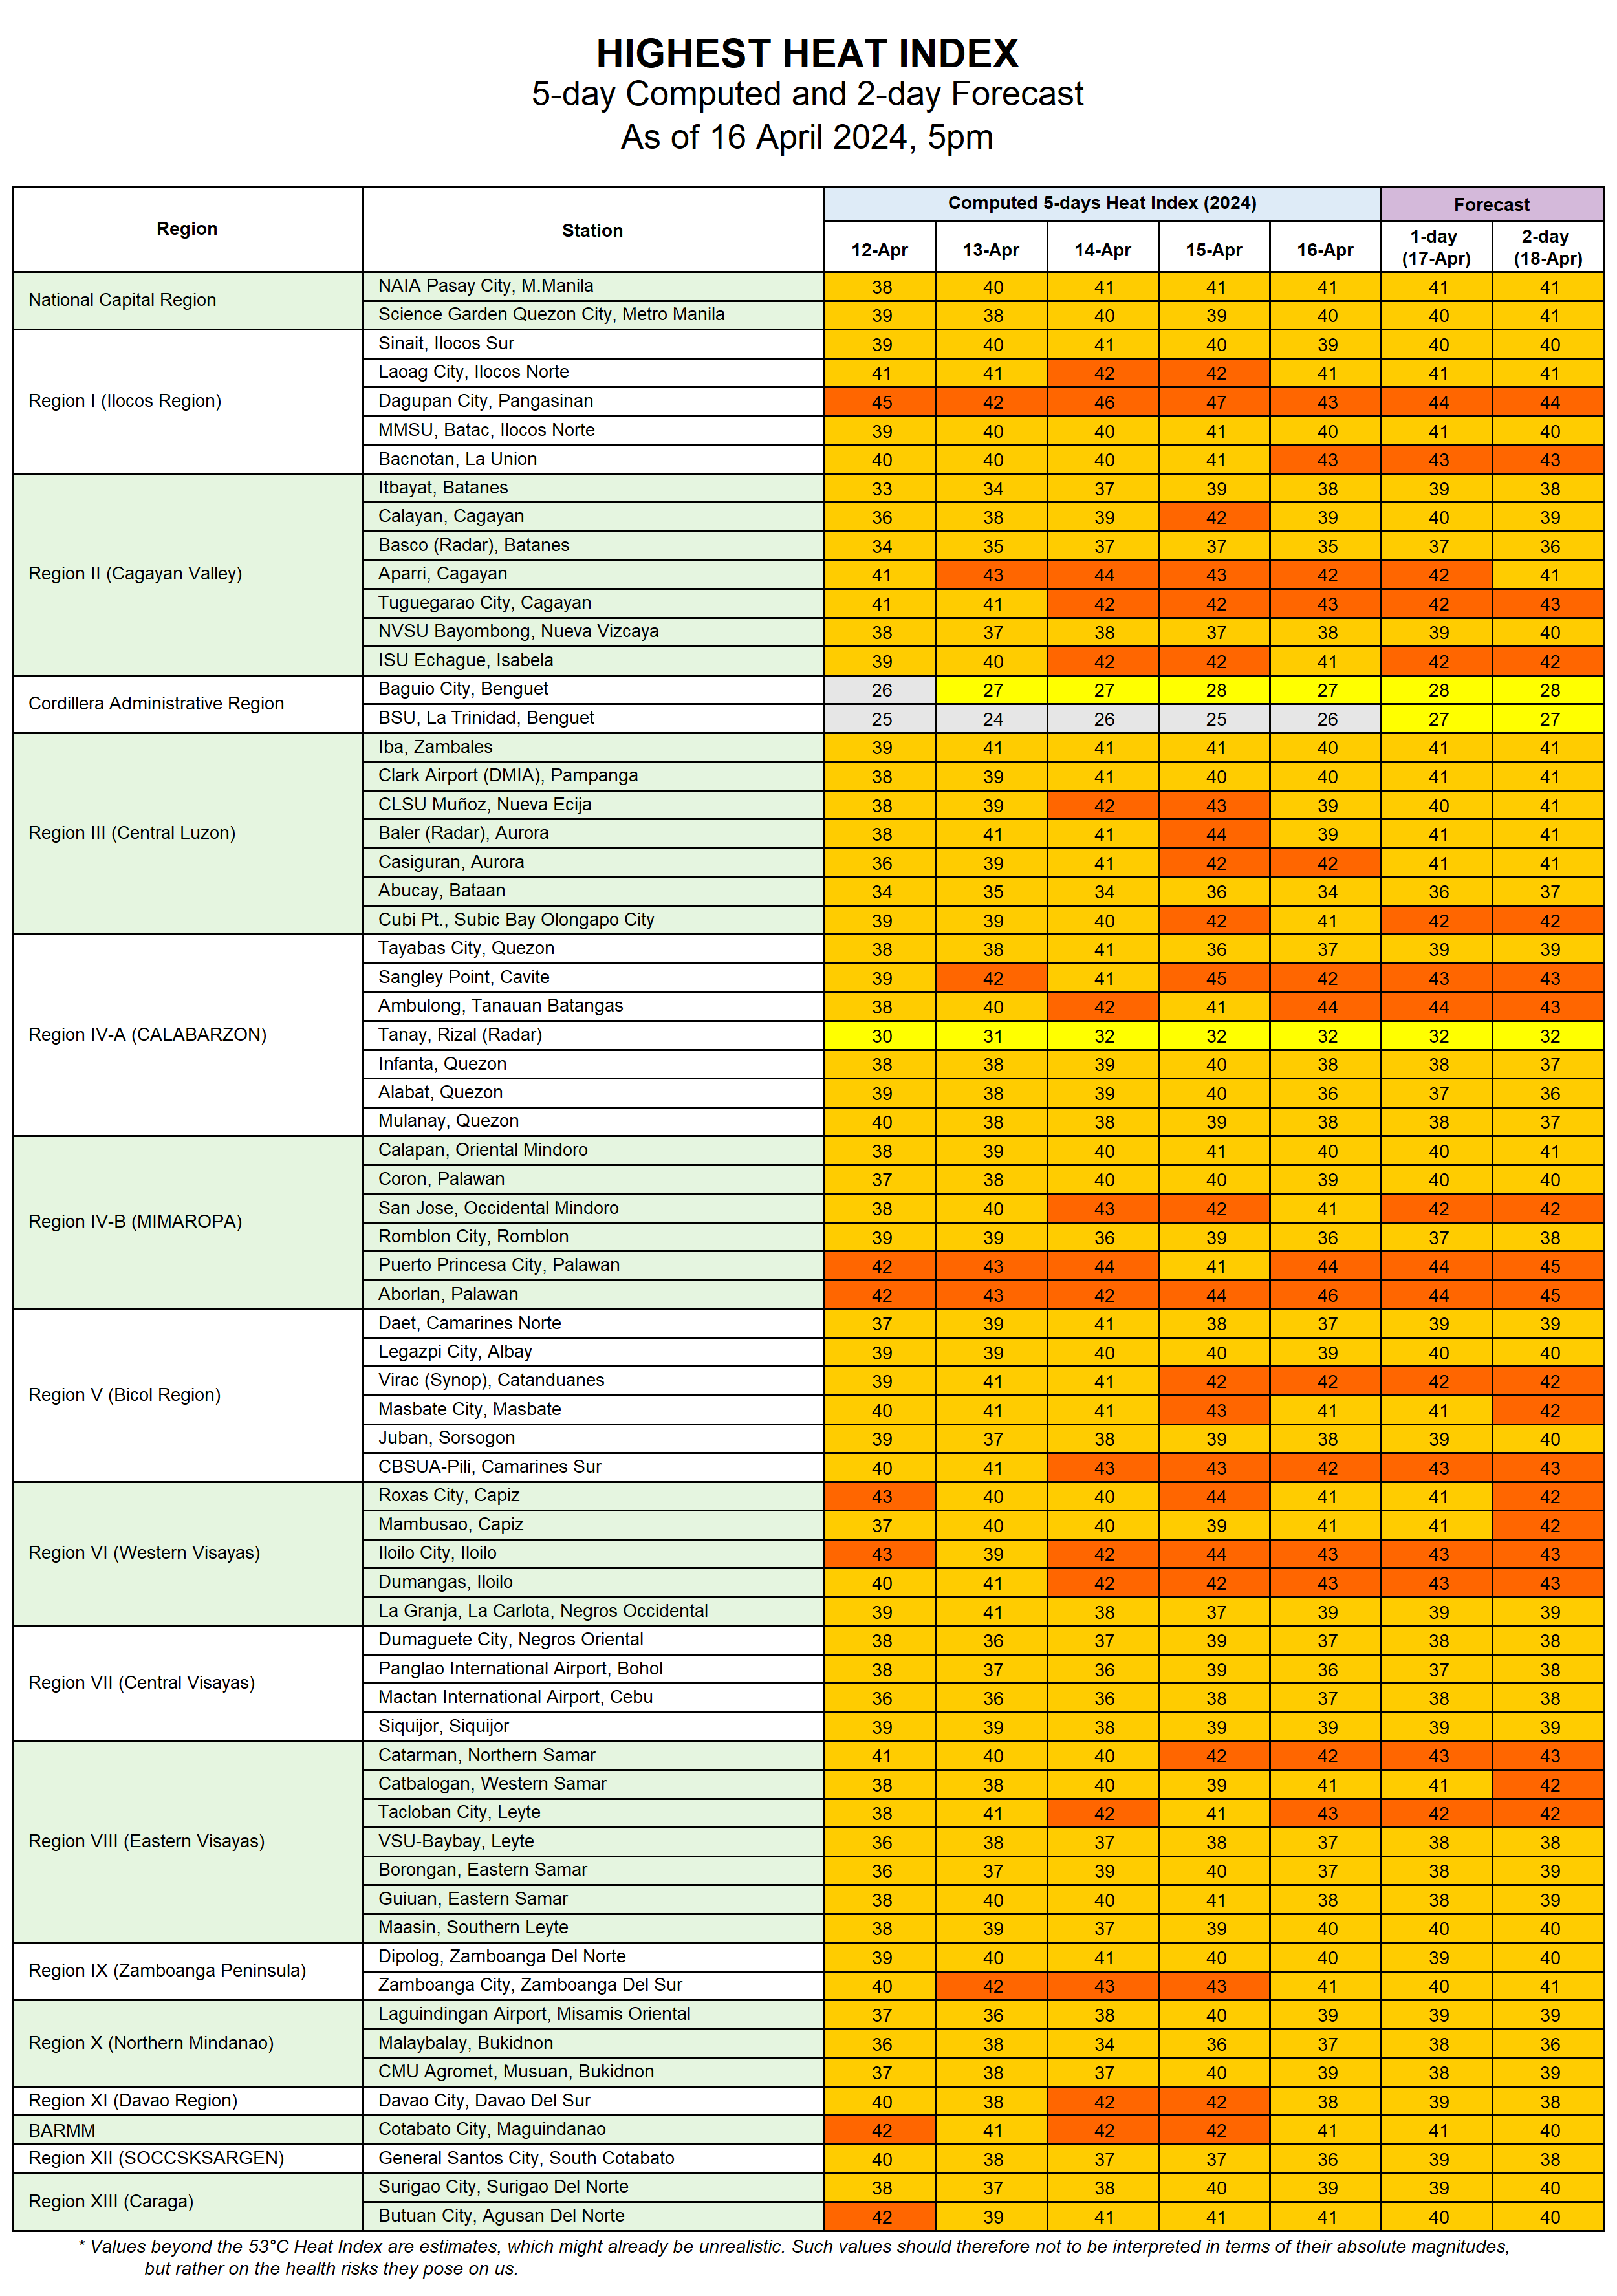 HIGHEST HEAT INDEX
5-day Computed and 2-day Forecast
As of 16 April 2024, 5pm
Region Station Computed 5-days Heat Index (2024) Forecast
12-Apr 13-Apr 14-Apr 15-Apr 16-Apr 1-day (17-Apr) 2-day (18-Apr)
National Capital Region
NAIA Pasay City, M.Manila 38 40 41 41 41 41 41
Science Garden Quezon City, Metro Manila 39 38 40 39 40 40 41
Region I (Ilocos Region)
Sinait, Ilocos Sur 39 40 41 40 39 40 40
Laoag City, Ilocos Norte 41 41 42 42 41 41 41
Dagupan City, Pangasinan 45 42 46 47 43 44 44
MMSU, Batac, Ilocos Norte 39 40 40 41 40 41 40
Bacnotan, La Union 40 40 40 41 43 43 43
Region II (Cagayan Valley)
Itbayat, Batanes 33 34 37 39 38 39 38
Calayan, Cagayan 36 38 39 42 39 40 39
Basco (Radar), Batanes 34 35 37 37 35 37 36
Aparri, Cagayan 41 43 44 43 42 42 41
Tuguegarao City, Cagayan 41 41 42 42 43 42 43
NVSU Bayombong, Nueva Vizcaya 38 37 38 37 38 39 40
ISU Echague, Isabela 39 40 42 42 41 42 42
Cordillera Administrative Region
Baguio City, Benguet 26 27 27 28 27 28 28
BSU, La Trinidad, Benguet 25 24 26 25 26 27 27
Region III (Central Luzon)
Iba, Zambales 39 41 41 41 40 41 41
Clark Airport (DMIA), Pampanga 38 39 41 40 40 41 41
CLSU Muñoz, Nueva Ecija 38 39 42 43 39 40 41
Baler (Radar), Aurora 38 41 41 44 39 41 41
Casiguran, Aurora 36 39 41 42 42 41 41
Abucay, Bataan 34 35 34 36 34 36 37
Cubi Pt., Subic Bay Olongapo City 39 39 40 42 41 42 42
Region IV-A (CALABARZON)
Tayabas City, Quezon 38 38 41 36 37 39 39
Sangley Point, Cavite 39 42 41 45 42 43 43
Ambulong, Tanauan Batangas 38 40 42 41 44 44 43
Tanay, Rizal (Radar) 30 31 32 32 32 32 32
Infanta, Quezon 38 38 39 40 38 38 37
Alabat, Quezon 39 38 39 40 36 37 36
Mulanay, Quezon 40 38 38 39 38 38 37
Region IV-B (MIMAROPA)
Calapan, Oriental Mindoro 38 39 40 41 40 40 41
Coron, Palawan 37 38 40 40 39 40 40
San Jose, Occidental Mindoro 38 40 43 42 41 42 42
Romblon City, Romblon 39 39 36 39 36 37 38
Puerto Princesa City, Palawan 42 43 44 41 44 44 45
Aborlan, Palawan 42 43 42 44 46 44 45
Region V (Bicol Region)
Daet, Camarines Norte 37 39 41 38 37 39 39
Legazpi City, Albay 39 39 40 40 39 40 40
Virac (Synop), Catanduanes 39 41 41 42 42 42 42
Masbate City, Masbate 40 41 41 43 41 41 42
Juban, Sorsogon 39 37 38 39 38 39 40
CBSUA-Pili, Camarines Sur 40 41 43 43 42 43 43
Region VI (Western Visayas)
Roxas City, Capiz 43 40 40 44 41 41 42
Mambusao, Capiz 37 40 40 39 41 41 42
Iloilo City, Iloilo 43 39 42 44 43 43 43
Dumangas, Iloilo 40 41 42 42 43 43 43
La Granja, La Carlota, Negros Occidental 39 41 38 37 39 39 39
Region VII (Central Visayas)
Dumaguete City, Negros Oriental 38 36 37 39 37 38 38
Panglao International Airport, Bohol 38 37 36 39 36 37 38
Mactan International Airport, Cebu 36 36 36 38 37 38 38
Siquijor, Siquijor 39 39 38 39 39 39 39
Region VIII (Eastern Visayas)
Catarman, Northern Samar 41 40 40 42 42 43 43
Catbalogan, Western Samar 38 38 40 39 41 41 42
Tacloban City, Leyte 38 41 42 41 43 42 42
VSU-Baybay, Leyte 36 38 37 38 37 38 38
Borongan, Eastern Samar 36 37 39 40 37 38 39
Guiuan, Eastern Samar 38 40 40 41 38 38 39
Maasin, Southern Leyte 38 39 37 39 40 40 40
Region IX (Zamboanga Peninsula)
Dipolog, Zamboanga Del Norte 39 40 41 40 40 39 40
Zamboanga City, Zamboanga Del Sur 40 42 43 43 41 40 41
Region X (Northern Mindanao)
Laguindingan Airport, Misamis Oriental 37 36 38 40 39 39 39
Malaybalay, Bukidnon 36 38 34 36 37 38 36
CMU Agromet, Musuan, Bukidnon 37 38 37 40 39 38 39
Region XI (Davao Region) Davao City, Davao Del Sur 40 38 42 42 38 39 38
BARMM Cotabato City, Maguindanao 42 41 42 42 41 41 40
Region XII (SOCCSKSARGEN) General Santos City, South Cotabato 40 38 37 37 36 39 38
Region XIII (Caraga)
Surigao City, Surigao Del Norte 38 37 38 40 39 39 40
Butuan City, Agusan Del Norte 42 39 41 41 41 40 40
* Values beyond the 53°C Heat Index are estimates, which might already be unrealistic. Such values should therefore not to be interpreted in terms of their absolute magnitudes,
but rather on the health risks they pose on us.